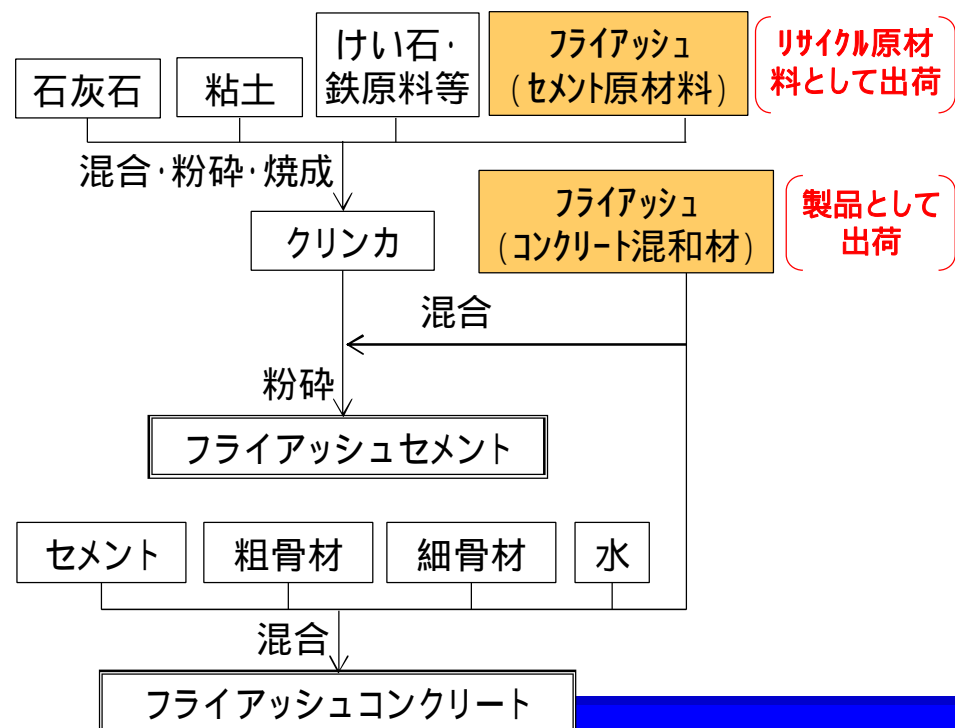 石灰石
粘土
けい石・
鉄原料等
フライアッシュ
(セメント原材料)
リサイクル原材
料として出荷
混合・粉砕・焼成
クリンカ
フライアッシュ
(コンクリート混和材)
製品として
出荷
混合
粉砕
フライアッシュセメント
セメント
粗骨材
細骨材
水
混合
フライアッシュコンクリート